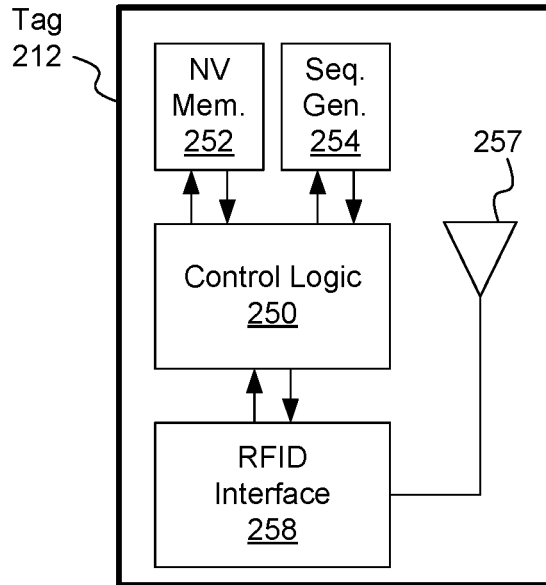 Tag
212
NV
Mem.
252
Seq.
Gen.
254
257
Control Logic
250
RFID
Interface
258